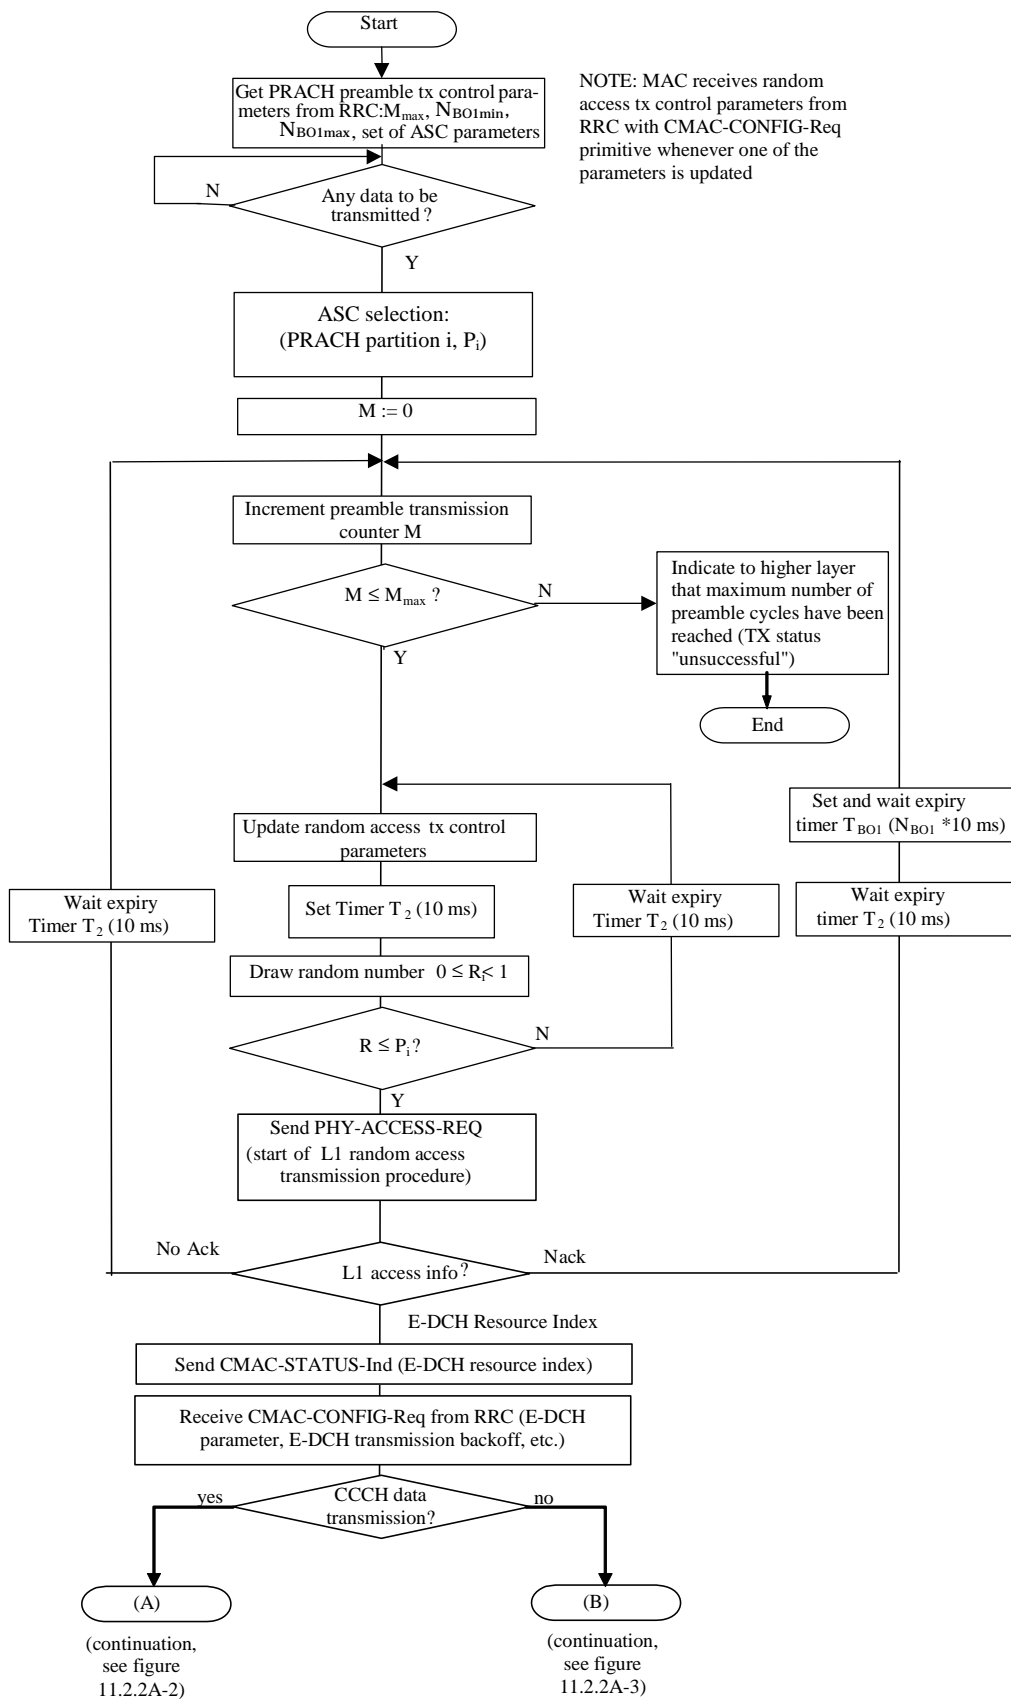 Start
Get PRACH preamble tx control para-
meters from RRC:Mmax, NBO1min,
NBO1max, set of ASC parameters
NOTE: MAC receives random
access tx control parameters from
RRC with CMAC-CONFIG-Req
primitive whenever one of the
parameters is updated
N
Any data to be
transmitted ?
Y
ASC selection:
(PRACH partition i, Pi)
M := 0
Increment preamble transmission
counter M
M ≤ Mmax ?
N
Indicate to higher layer
that maximum number of
preamble cycles have been
reached (TX status
"unsuccessful")
Y
End
Update random access tx control
parameters
Set and wait expiry
timer TBO1 (NBO1 *10 ms)
Wait expiry
Timer T2 (10 ms)
Set Timer T2 (10 ms)
Wait expiry
Timer T2 (10 ms)
Wait expiry
timer T2 (10 ms)
Draw random number 0 ≤ Ri< 1
R ≤ Pi?
N
Y
Send PHY-ACCESS-REQ
(start of L1 random access
transmission procedure)
No Ack
L1 access info?
Nack
E-DCH Resource Index
Send CMAC-STATUS-Ind (E-DCH resource index)
Receive CMAC-CONFIG-Req from RRC (E-DCH
parameter, E-DCH transmission backoff, etc.)
yes
CCCH data
transmission?
no
(A)
(B)
(continuation,
see figure
11.2.2A-2)
(continuation,
see figure
11.2.2A-3)